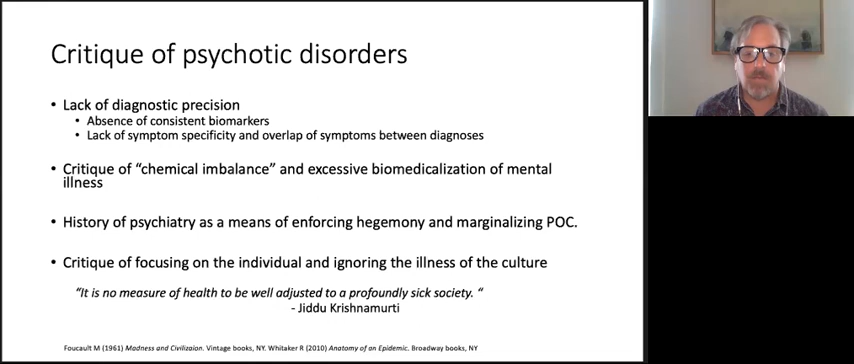 Critique of psychotic disorders
• Lack of diagnostic precision
• Absence of consistent biomarkers
• Lack of symptom specificity and overlap of symptoms between diagnoses
• Critique of “chemical imbalance” and excessive biomedicalization of mental
illness
• History of psychiatry as a means of enforcing hegemony and marginalizing POC.
• Critique of focusing on the individual and ignoring the illness of the culture
“It is no measure of health to be well adjusted to a profoundly sick society. “
- Jiddu Krishnamurti
Foucault M (1961) Madness and Civilizaion. Vintage books, NY. Whitaker R (2010) Anatomy of an Epidemic. Broadway books, NY